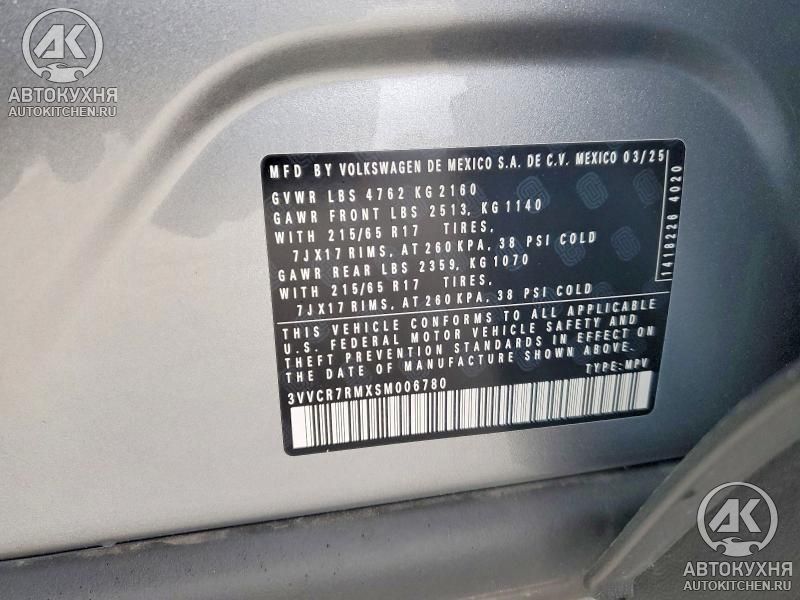 AK
АВТОКУХНЯ
AUTOKITCHEN.RU
MFD BY VOLKSWAGEN DE MEXICO S.A. DE C.V. MEXICO 03/25
GVWR LBS 4762 KG 2160
GAWR FRONT LBS 2513, KG 1140
WITH 215/65 R17 TIRES,
7JX17 RIMS, AT 260 KPA, 38 PSI COLD
GAWR REAR LBS 2359, KG 1070
WITH 215/65 R17 TIRES,
7JX17 RIMS, AT 260 KPA, 38 PSI COLD
THIS VEHICLE CONFORMS TO ALL APPLICABLE
U.S. FEDERAL MOTOR VEHICLE SAFETY AND
THEFT PREVENTION STANDARDS IN EFFECT ON
THE DATE OF MANUFACTURE SHOWN ABOVE.
3VVCR7RMXSM006780 TYPE: MPV
1418226 4020
AK
АВТОКУХНЯ
AUTOKITCHEN.RU